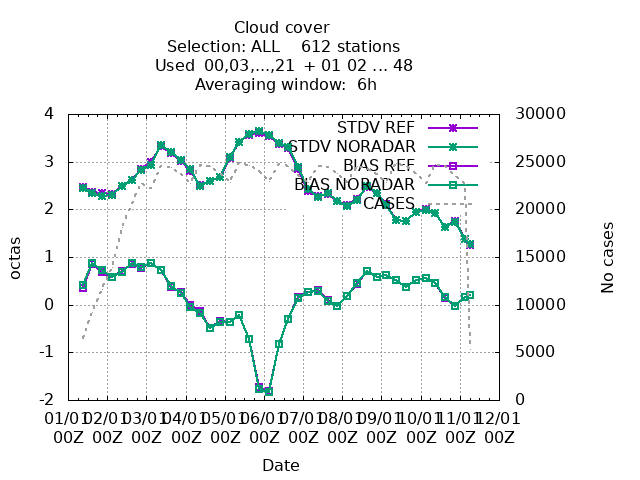 Cloud cover
Selection: ALL 612 stations
Used 00,03,...,21 + 01 02 ... 48
Averaging window: 6h
4
3
2
1
0
-1
-2
octas
30000
25000
20000
15000
10000
5000
0
No cases
STDV REF
STDV NORADAR
BIAS REF
BIAS NORADAR
CASES
01/01 02/01 03/01 04/01 05/01 06/01 07/01 08/01 09/01 10/01 11/01 12/01
00Z 00Z 00Z 00Z 00Z 00Z 00Z 00Z 00Z 00Z 00Z 00Z
Date